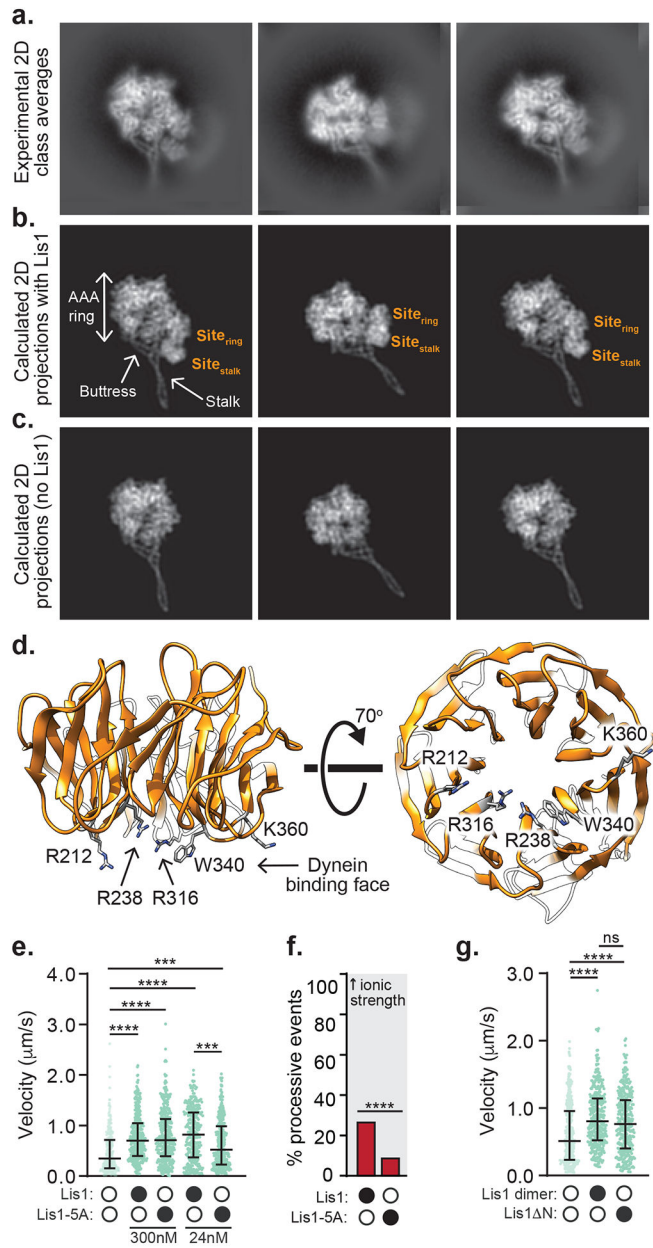 a.
Experimental 2D
class averages
b.
Calculated 2D
projections with Lis1
AAA
ring
Buttress
Stalk
Site_ring
Site_stalk
Site_ring
Site_stalk
Site_ring
Site_stalk
c.
Calculated 2D
projections (no Lis1)
d.
R212
R238
R316
W340
K360
Dynein
binding face
70°
K360
R212
R316
R238
W340
e.
Velocity (μm/s)
4.0
3.0
2.0
1.0
0.0
***
****
****
****
***
Lis1:
Lis1-5A:
300nM
24nM
f.
% processive events
100
80
60
40
20
0
↑ ionic
strength
****
Lis1:
Lis1-5A:
g.
ns
****
****
Velocity (μm/s)
3.0
2.0
1.0
0.0
Lis1 dimer:
Lis1ΔN: